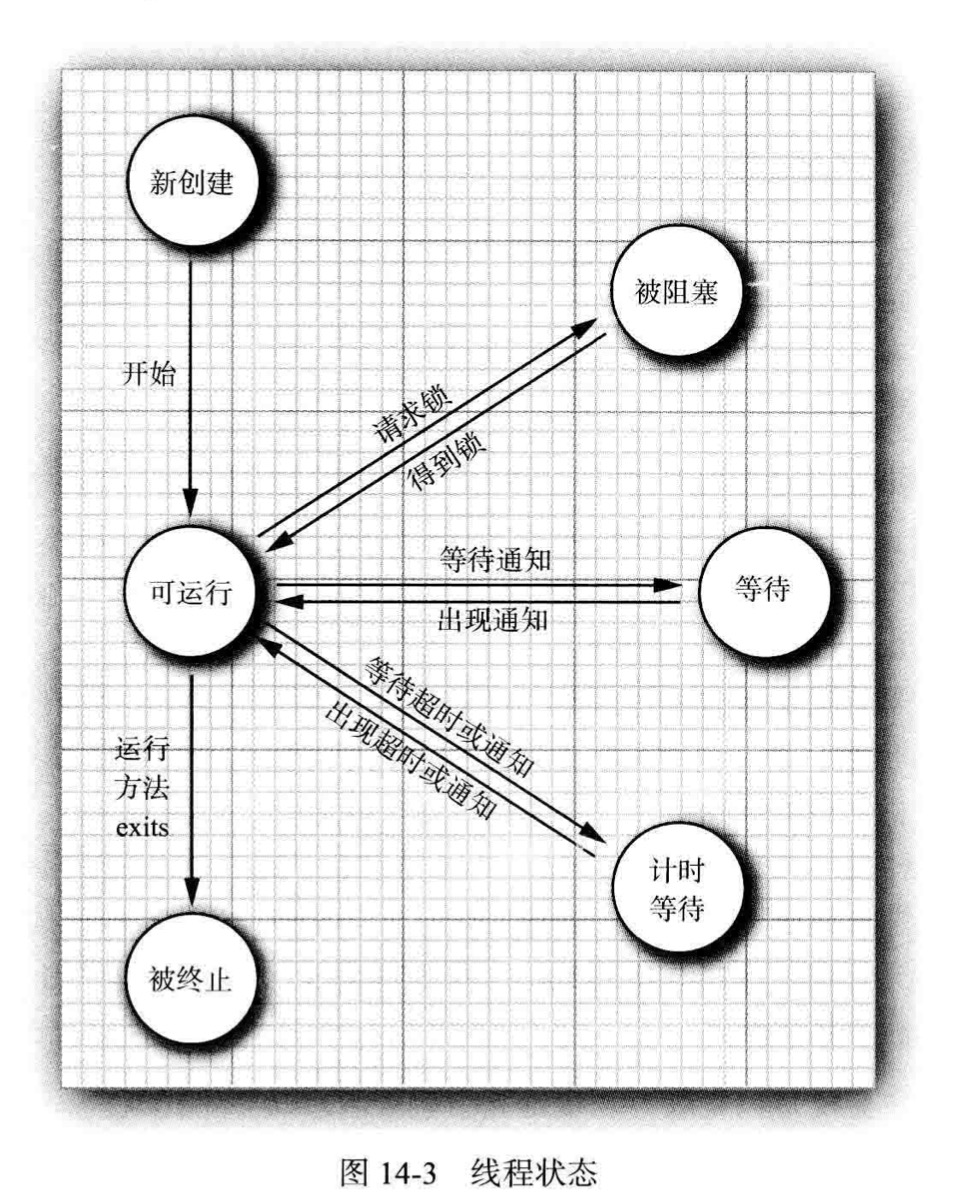 新创建
被阻塞
开始
请求锁
得到锁
等待通知
可运行
等待
出现通知
等待超时或通知
出现超时或通知
运行
方法
exits
计时
等待
被终止
图 14-3 线程状态